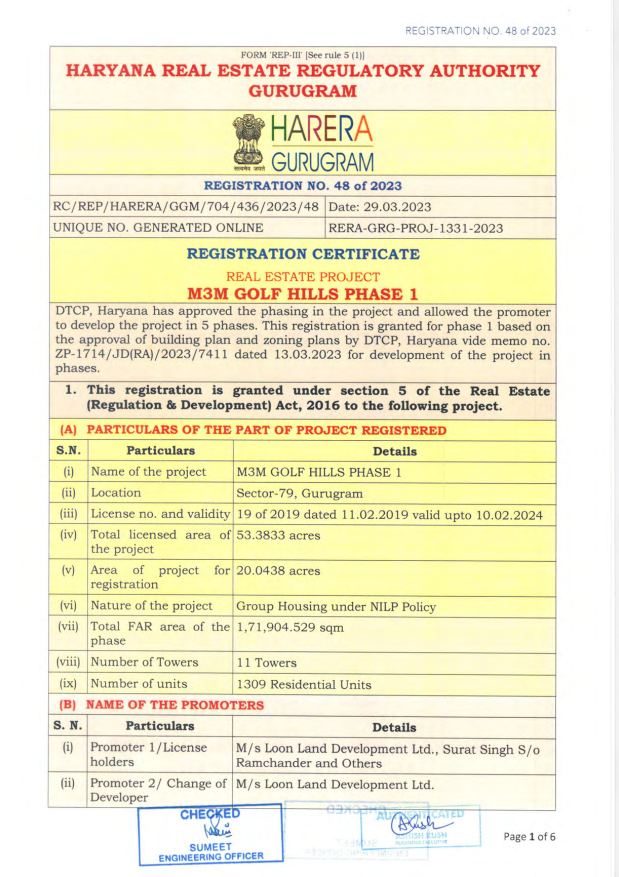 REGISTRATION NO. 48 of 2023
FORM 'REP-III' [See rule 5 (1)]
HARYANA REAL ESTATE REGULATORY AUTHORITY
GURUGRAM
सत्यमेव जयते
HARERA
GURUGRAM
REGISTRATION NO. 48 of 2023
RC/REP/HARERA/GGM/704/436/2023/48 Date: 29.03.2023
UNIQUE NO. GENERATED ONLINE RERA-GRG-PROJ-1331-2023
REGISTRATION CERTIFICATE
REAL ESTATE PROJECT
M3M GOLF HILLS PHASE 1
DTCP, Haryana has approved the phasing in the project and allowed the promoter
to develop the project in 5 phases. This registration is granted for phase 1 based on
the approval of building plan and zoning plans by DTCP, Haryana vide memo no.
ZP-1714/JD(RA)/2023/7411 dated 13.03.2023 for development of the project in
phases.
1. This registration is granted under section 5 of the Real Estate
(Regulation & Development) Act, 2016 to the following project.
(A) PARTICULARS OF THE PART OF PROJECT REGISTERED
S.N. Particulars Details
(i) Name of the project M3M GOLF HILLS PHASE 1
(ii) Location Sector-79, Gurugram
(iii) License no. and validity 19 of 2019 dated 11.02.2019 valid upto 10.02.2024
(iv) Total licensed area of 53.3833 acres
the project
(v) Area of project for 20.0438 acres
registration
(vi) Nature of the project Group Housing under NILP Policy
(vii) Total FAR area of the 1,71,904.529 sqm
phase
(viii) Number of Towers 11 Towers
(ix) Number of units 1309 Residential Units
(B) NAME OF THE PROMOTERS
S. N. Particulars Details
(i) Promoter 1/License M/s Loon Land Development Ltd., Surat Singh S/o
holders Ramchander and Others
(ii) Promoter 2/ Change of M/s Loon Land Development Ltd.
Developer
CHECKED
SUMEET
ENGINEERING OFFICER
AUTHENTICATED
Page 1 of 6